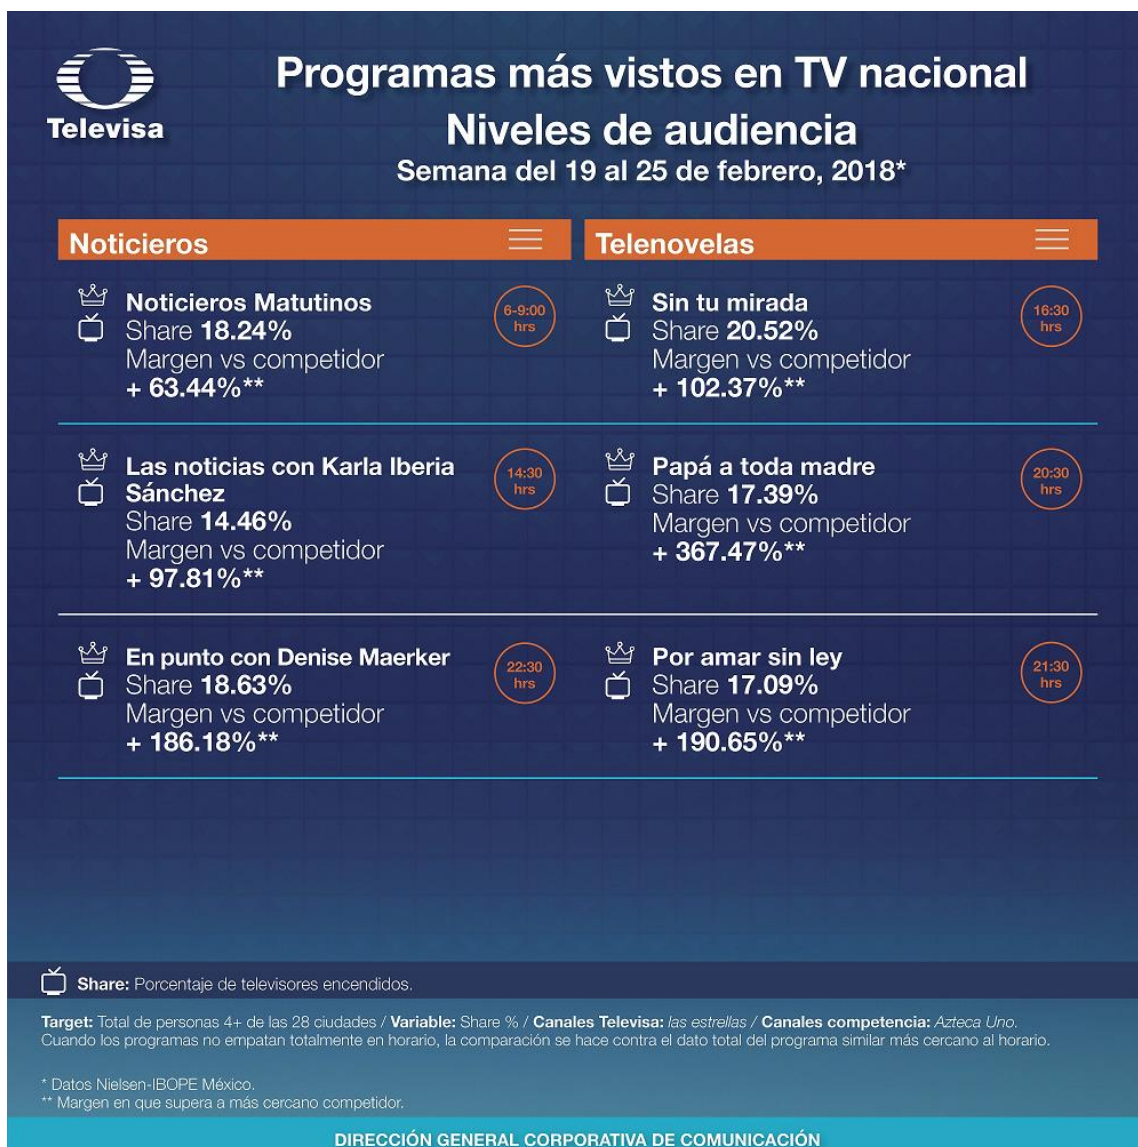 Televisa
Programas más vistos en TV nacional
Niveles de audiencia
Semana del 19 al 25 de febrero, 2018*
Noticieros
Noticieros Matutinos
Share 18.24%
Margen vs competidor
+ 63.44%**
6-9:00
hrs
Las noticias con Karla Iberia
Sánchez
Share 14.46%
Margen vs competidor
+ 97.81%**
14:30
hrs
En punto con Denise Maerker
Share 18.63%
Margen vs competidor
+ 186.18%**
22:30
hrs
Telenovelas
Sin tu mirada
Share 20.52%
Margen vs competidor
+ 102.37%**
16:30
hrs
Papá a toda madre
Share 17.39%
Margen vs competidor
+ 367.47%**
20:30
hrs
Por amar sin ley
Share 17.09%
Margen vs competidor
+ 190.65%**
21:30
hrs
Share: Porcentaje de televisores encendidos.
Target: Total de personas 4+ de las 28 ciudades / Variable: Share % / Canales Televisa: las estrellas / Canales competencia: Azteca Uno.
Cuando los programas no empatan totalmente en horario, la comparación se hace contra el dato total del programa similar más cercano al horario.
* Datos Nielsen-IBOPE México.
** Margen en que supera a más cercano competidor.
DIRECCIÓN GENERAL CORPORATIVA DE COMUNICACIÓN